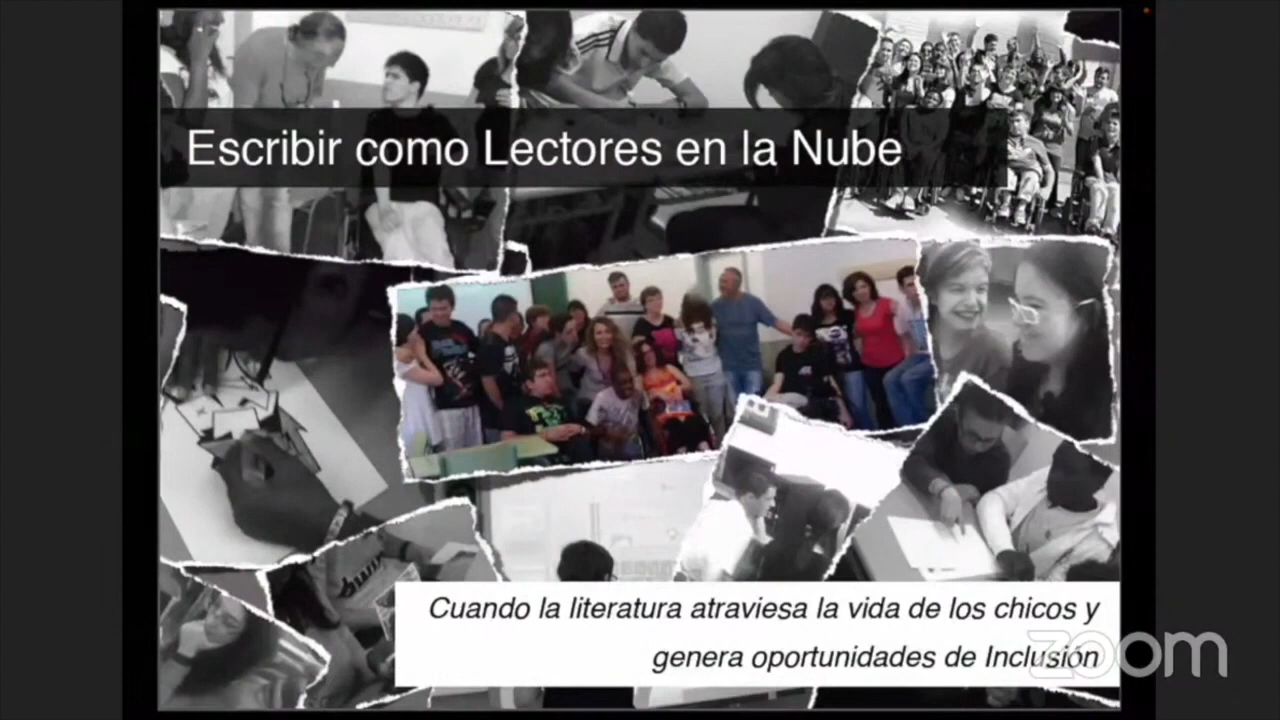 Escribir como Lectores en la Nube
Cuando la literatura atraviesa la vida de los chicos y
genera oportunidades de Inclusión
zoom